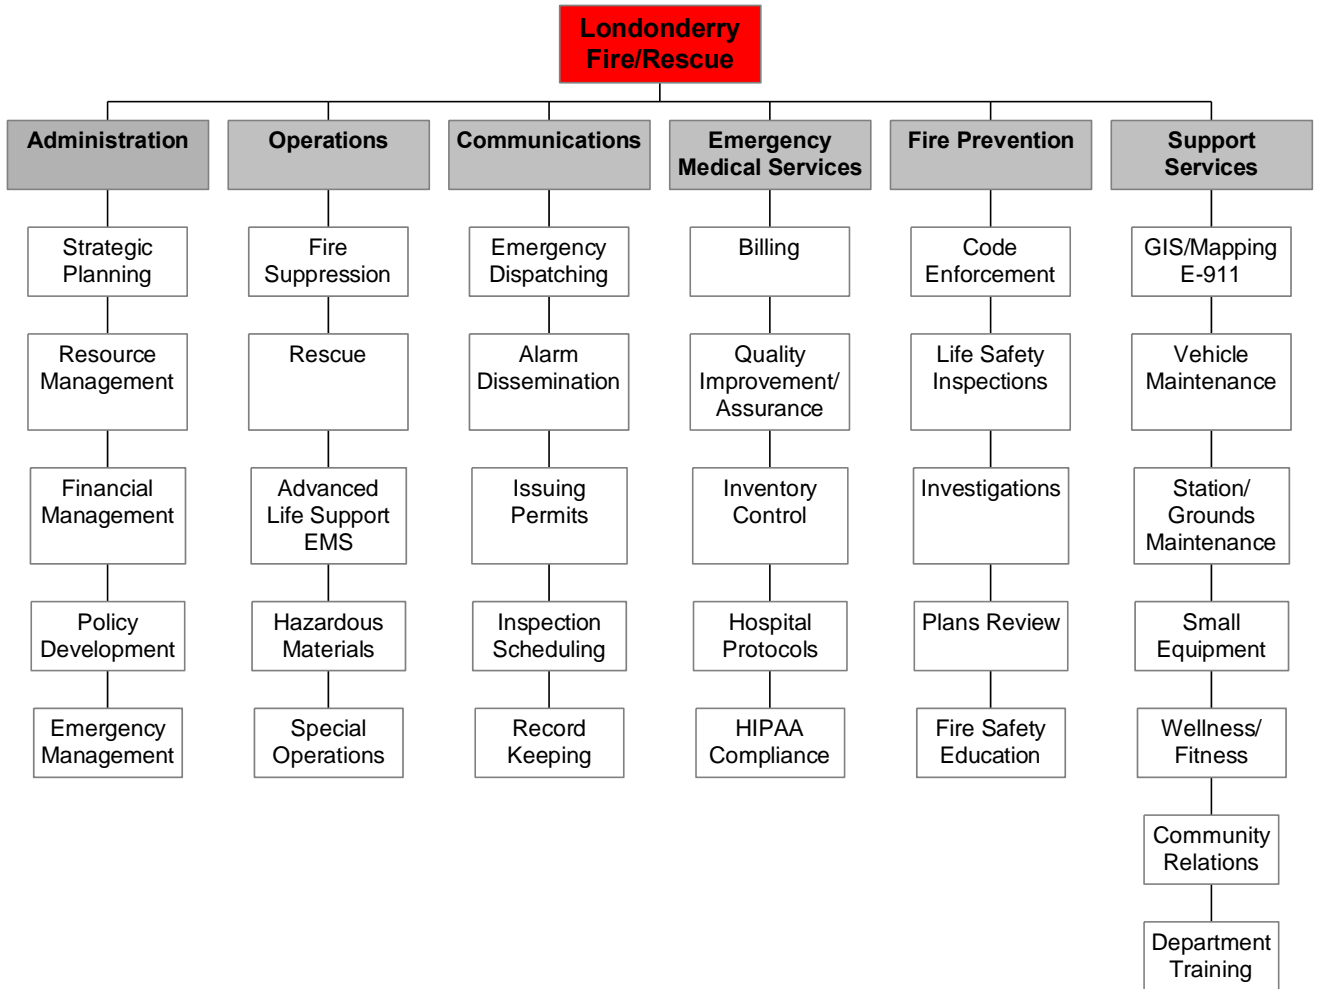 Londonderry
Fire/Rescue
Administration
Strategic
Planning
Resource
Management
Financial
Management
Policy
Development
Emergency
Management
Operations
Fire
Suppression
Rescue
Advanced
Life Support
EMS
Hazardous
Materials
Special
Operations
Communications
Emergency
Dispatching
Alarm
Dissemination
Issuing
Permits
Inspection
Scheduling
Record
Keeping
Emergency
Medical Services
Billing
Quality
Improvement/
Assurance
Inventory
Control
Hospital
Protocols
HIPAA
Compliance
Fire Prevention
Code
Enforcement
Life Safety
Inspections
Investigations
Plans Review
Fire Safety
Education
Support
Services
GIS/Mapping
E-911
Vehicle
Maintenance
Station/
Grounds
Maintenance
Small
Equipment
Wellness/
Fitness
Community
Relations
Department
Training